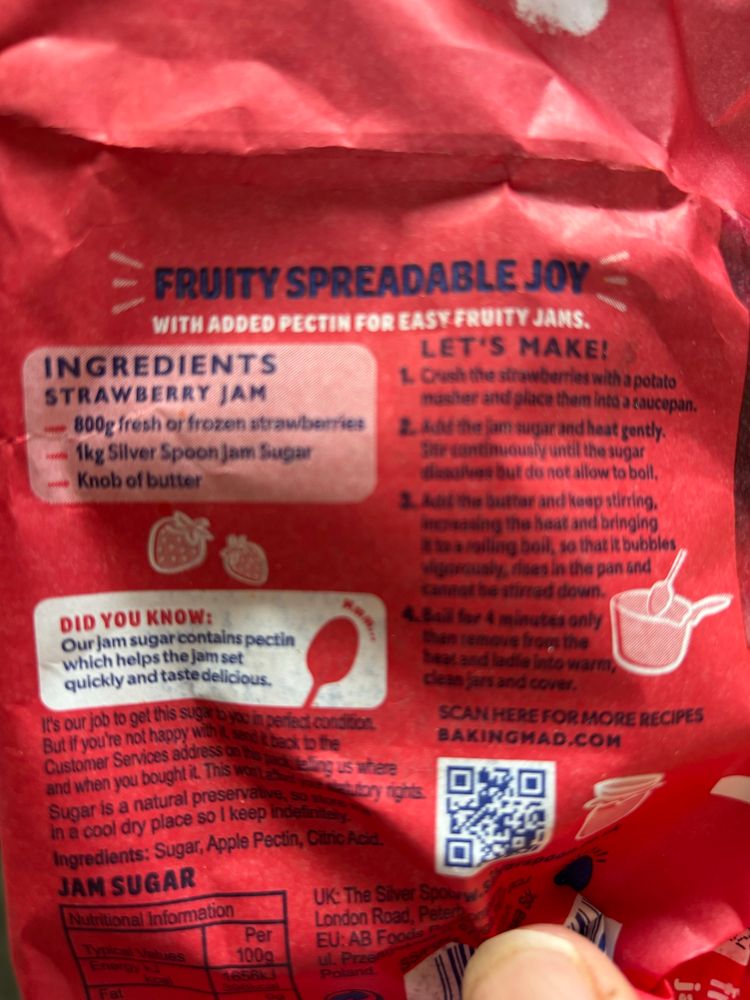 FRUITY SPREADABLE JOY
WITH ADDED PECTIN FOR EASY FRUITY JAMS.
INGREDIENTS
STRAWBERRY JAM
800g fresh or frozen strawberries
1kg Silver Spoon Jam Sugar
Knob of butter
LET'S MAKE!
1. Crush the strawberries with a potato
masher and place them into a saucepan.
2. Add the jam sugar and heat gently.
Stir continuously until the sugar
dissolves but do not allow to boil.
3. Add the butter and keep stirring,
increasing the heat and bringing
it to a rolling boil, so that it bubbles
vigorously, rises in the pan and
cannot be stirred down.
4. Boil for 4 minutes only
then remove from the
heat and ladle into warm,
clean jars and cover.
DID YOU KNOW:
Our jam sugar contains pectin
which helps the jam set
quickly and taste delicious.
It's our job to get this sugar to you in perfect condition.
But if you're not happy with it, send it back to the
Customer Services address on this pack telling us where
and when you bought it. This won't affect your statutory rights.
Sugar is a natural preservative, so store
in a cool dry place so I keep indefinitely.
Ingredients: Sugar, Apple Pectin, Citric Acid.
SCAN HERE FOR MORE RECIPES
BAKINGMAD.COM
JAM SUGAR
Nutritional Information
Typical Values
Per
100g
Energy kJ
1656kJ
kcal
Fat
UK: The Silver Spoon
London Road,
EU: AB Foods
ul.
Poland.